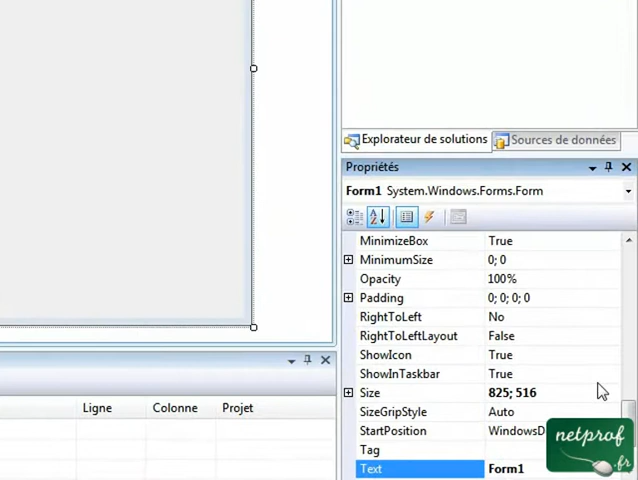 Explorateur de solutions
Sources de données
Propriétés
Form1 System.Windows.Forms.Form
MinimizeBox True
MinimumSize 0; 0
Opacity 100%
Padding 0; 0; 0; 0
RightToLeft No
RightToLeftLayout False
ShowIcon True
ShowInTaskbar True
Size 825; 516
SizeGripStyle Auto
StartPosition WindowsD
Tag
Text Form1
Ligne Colonne Projet
netprof
.fr